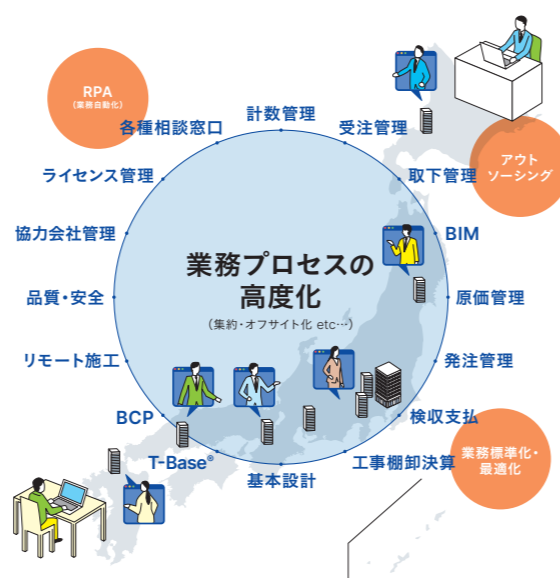 RPA
(業務自動化)
計数管理
各種相談窓口
受注管理
アウト
ソーシング
ライセンス管理
取下管理
協力会社管理
BIM
業務プロセスの
高度化
(集約・オフサイト化 etc…)
品質・安全
原価管理
リモート施工
発注管理
BCP
検収支払
T-Base®
工事棚卸決算
基本設計
業務標準化・
最適化